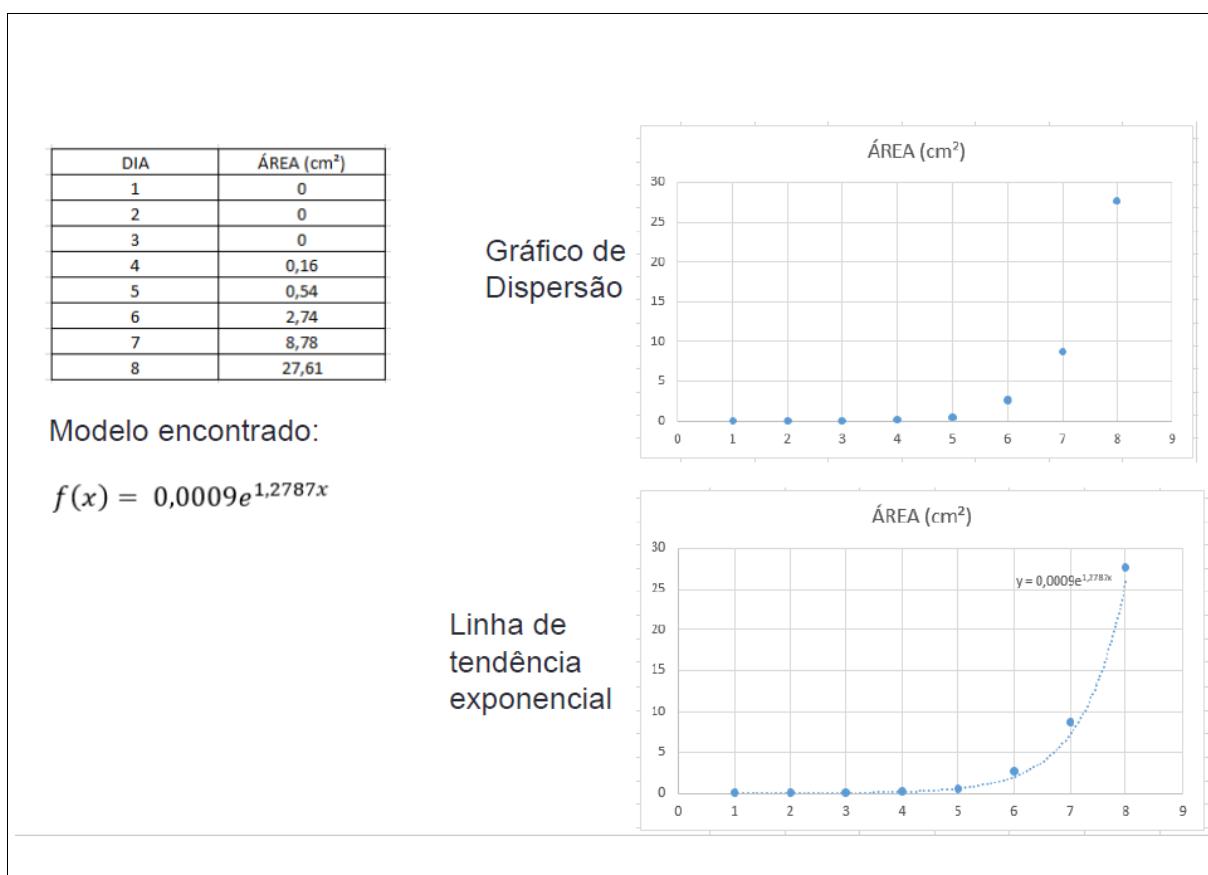 DIA ÁREA (cm²)
1 0
2 0
3 0
4 0,16
5 0,54
6 2,74
7 8,78
8 27,61
Modelo encontrado:
f(x) = 0,0009e^{1,2787x}
Gráfico de
Dispersão
ÁREA (cm²)
30
25
20
15
10
5
0
0 1 2 3 4 5 6 7 8 9
Linha de
tendência
exponencial
ÁREA (cm²)
30
25
20
15
10
5
0
y = 0,0009e^{1,2787x}
0 1 2 3 4 5 6 7 8 9